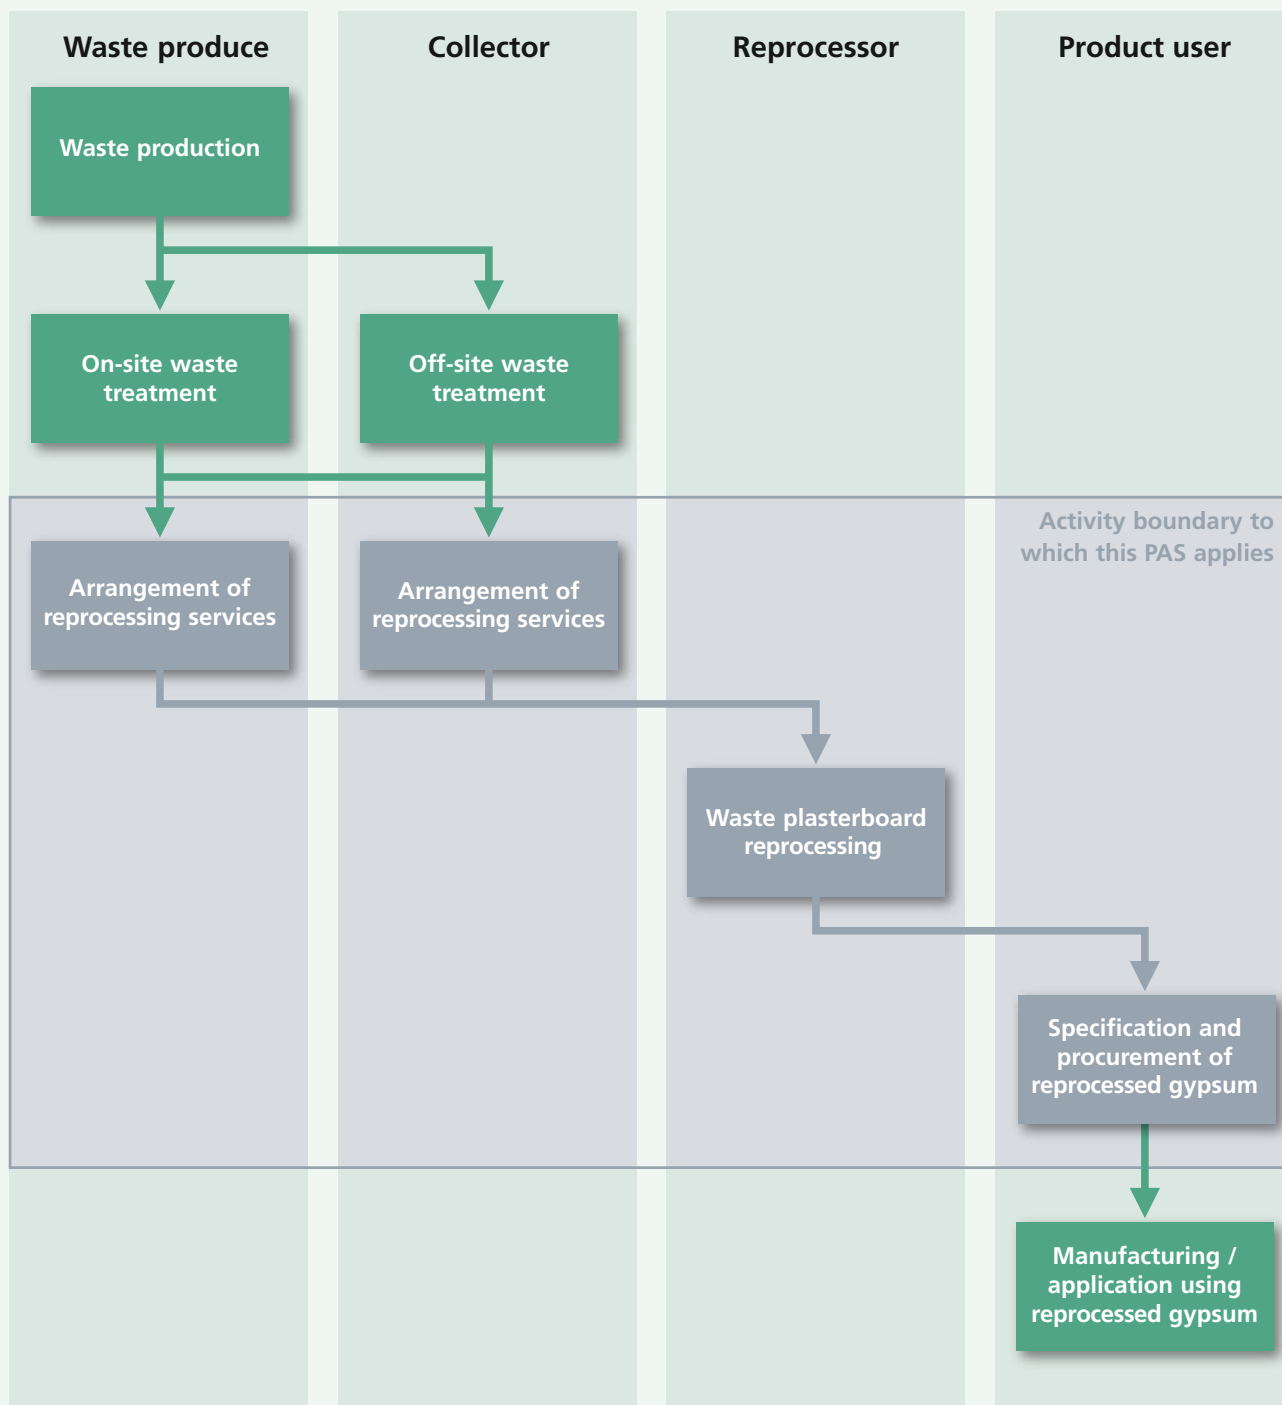 Waste produce
Collector
Reprocessor
Product user
Waste production
On-site waste
treatment
Off-site waste
treatment
Activity boundary to
which this PAS applies
Arrangement of
reprocessing services
Arrangement of
reprocessing services
Waste plasterboard
reprocessing
Specification and
procurement of
reprocessed gypsum
Manufacturing /
application using
reprocessed gypsum